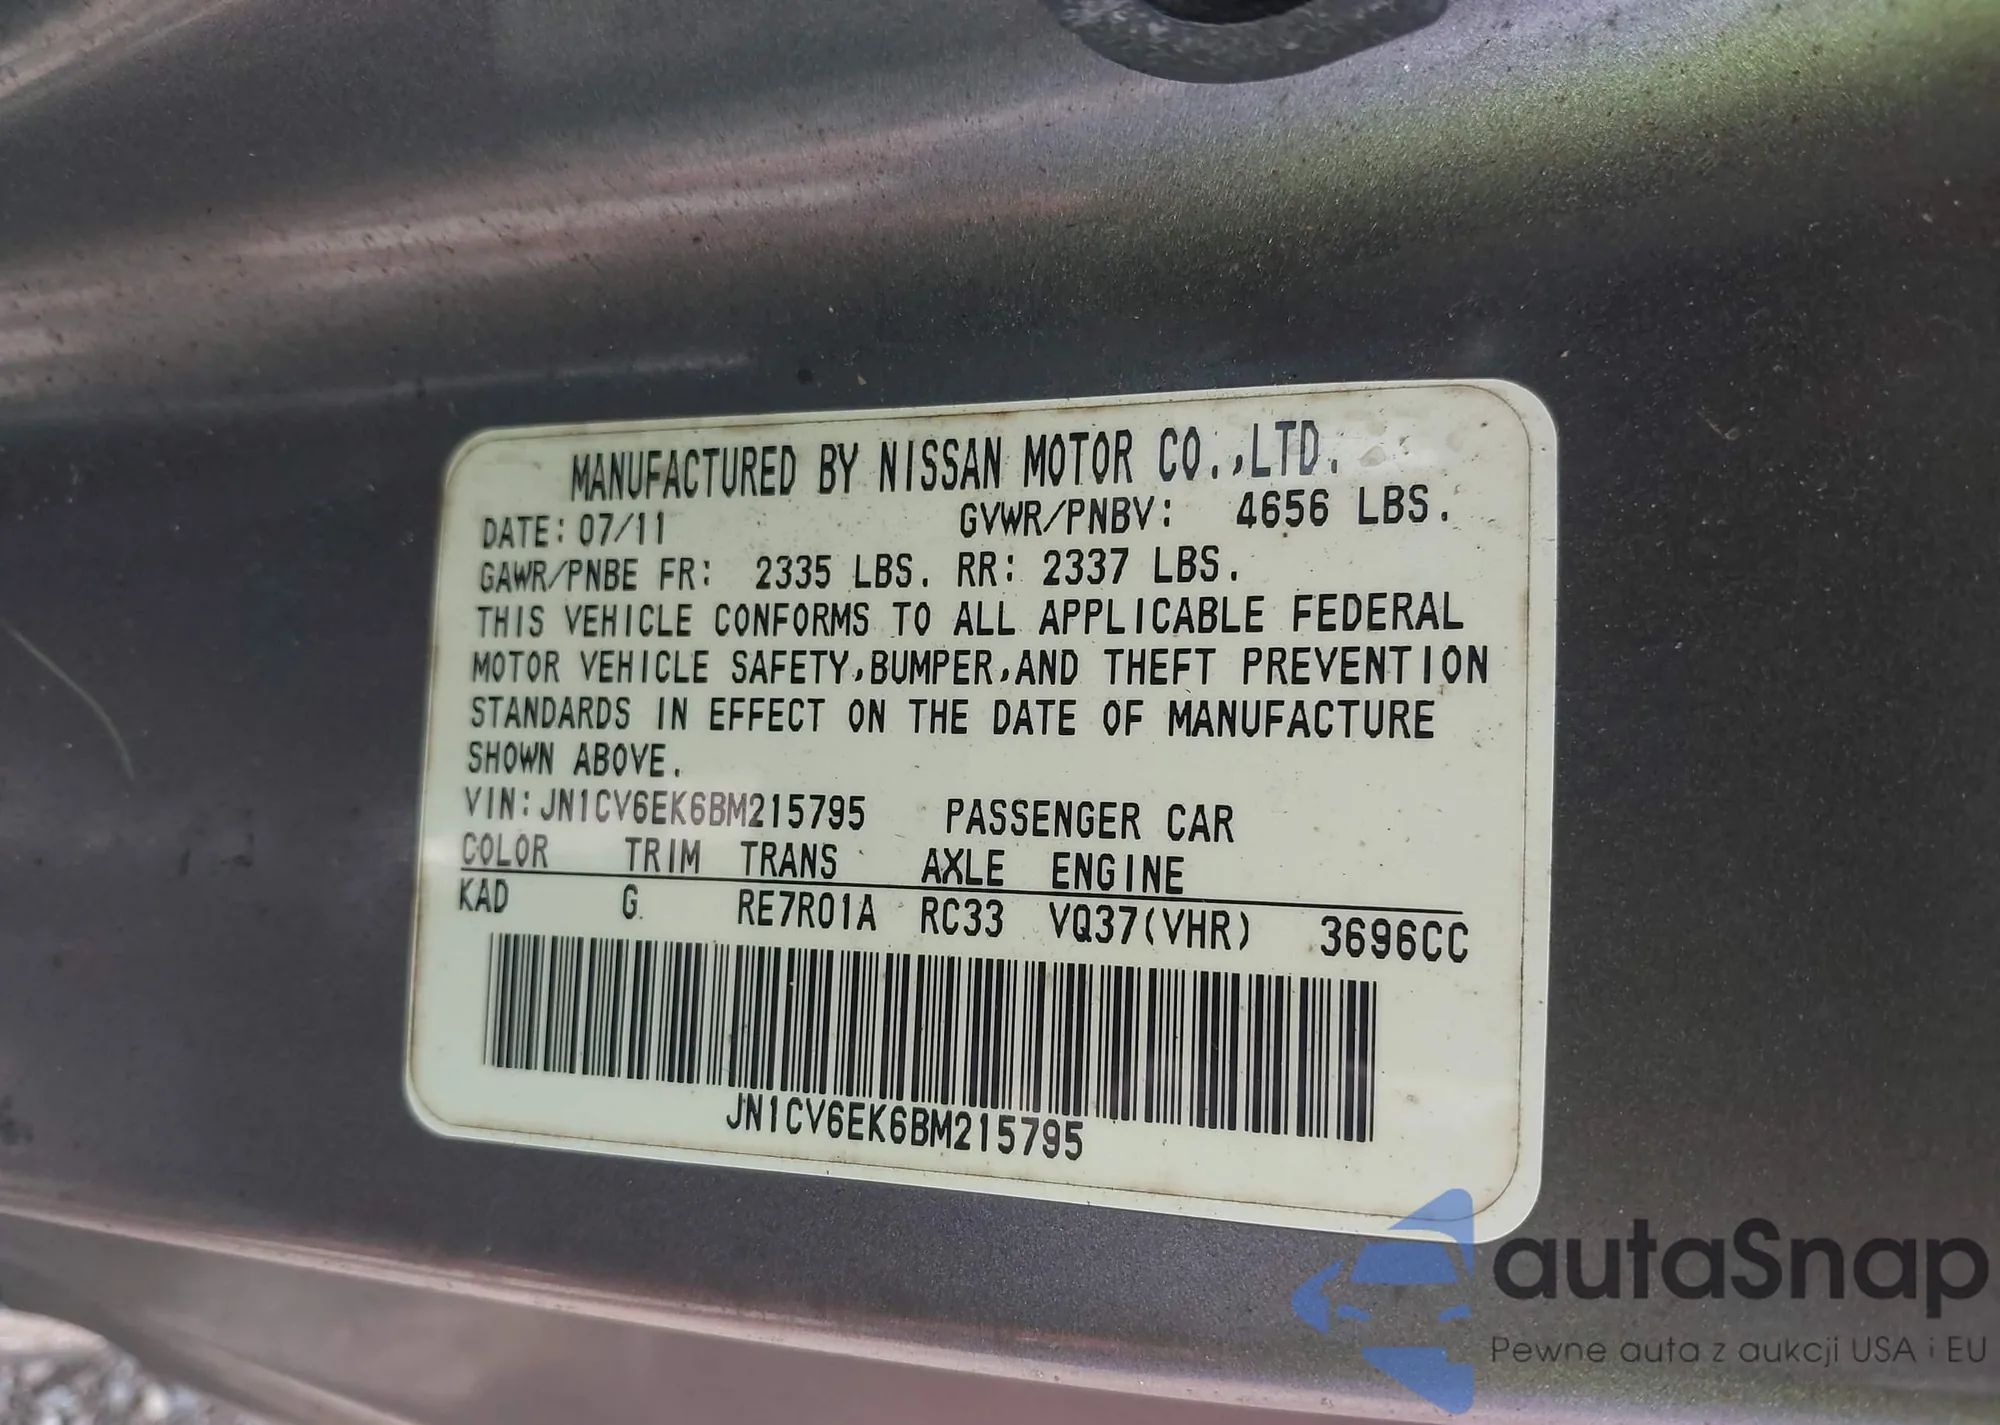 MANUFACTURED BY NISSAN MOTOR CO.,LTD.
DATE: 07/11 GVWR/PNBV: 4656 LBS.
GAWR/PNBE FR: 2335 LBS. RR: 2337 LBS.
THIS VEHICLE CONFORMS TO ALL APPLICABLE FEDERAL
MOTOR VEHICLE SAFETY,BUMPER,AND THEFT PREVENTION
STANDARDS IN EFFECT ON THE DATE OF MANUFACTURE
SHOWN ABOVE.
VIN: JN1CV6EK6BM215795 PASSENGER CAR
COLOR TRIM TRANS AXLE ENGINE
KAD G RE7R01A RC33 VQ37(VHR) 3696CC
JN1CV6EK6BM215795
autaSnap
Pewne auta z aukcji USA i EU